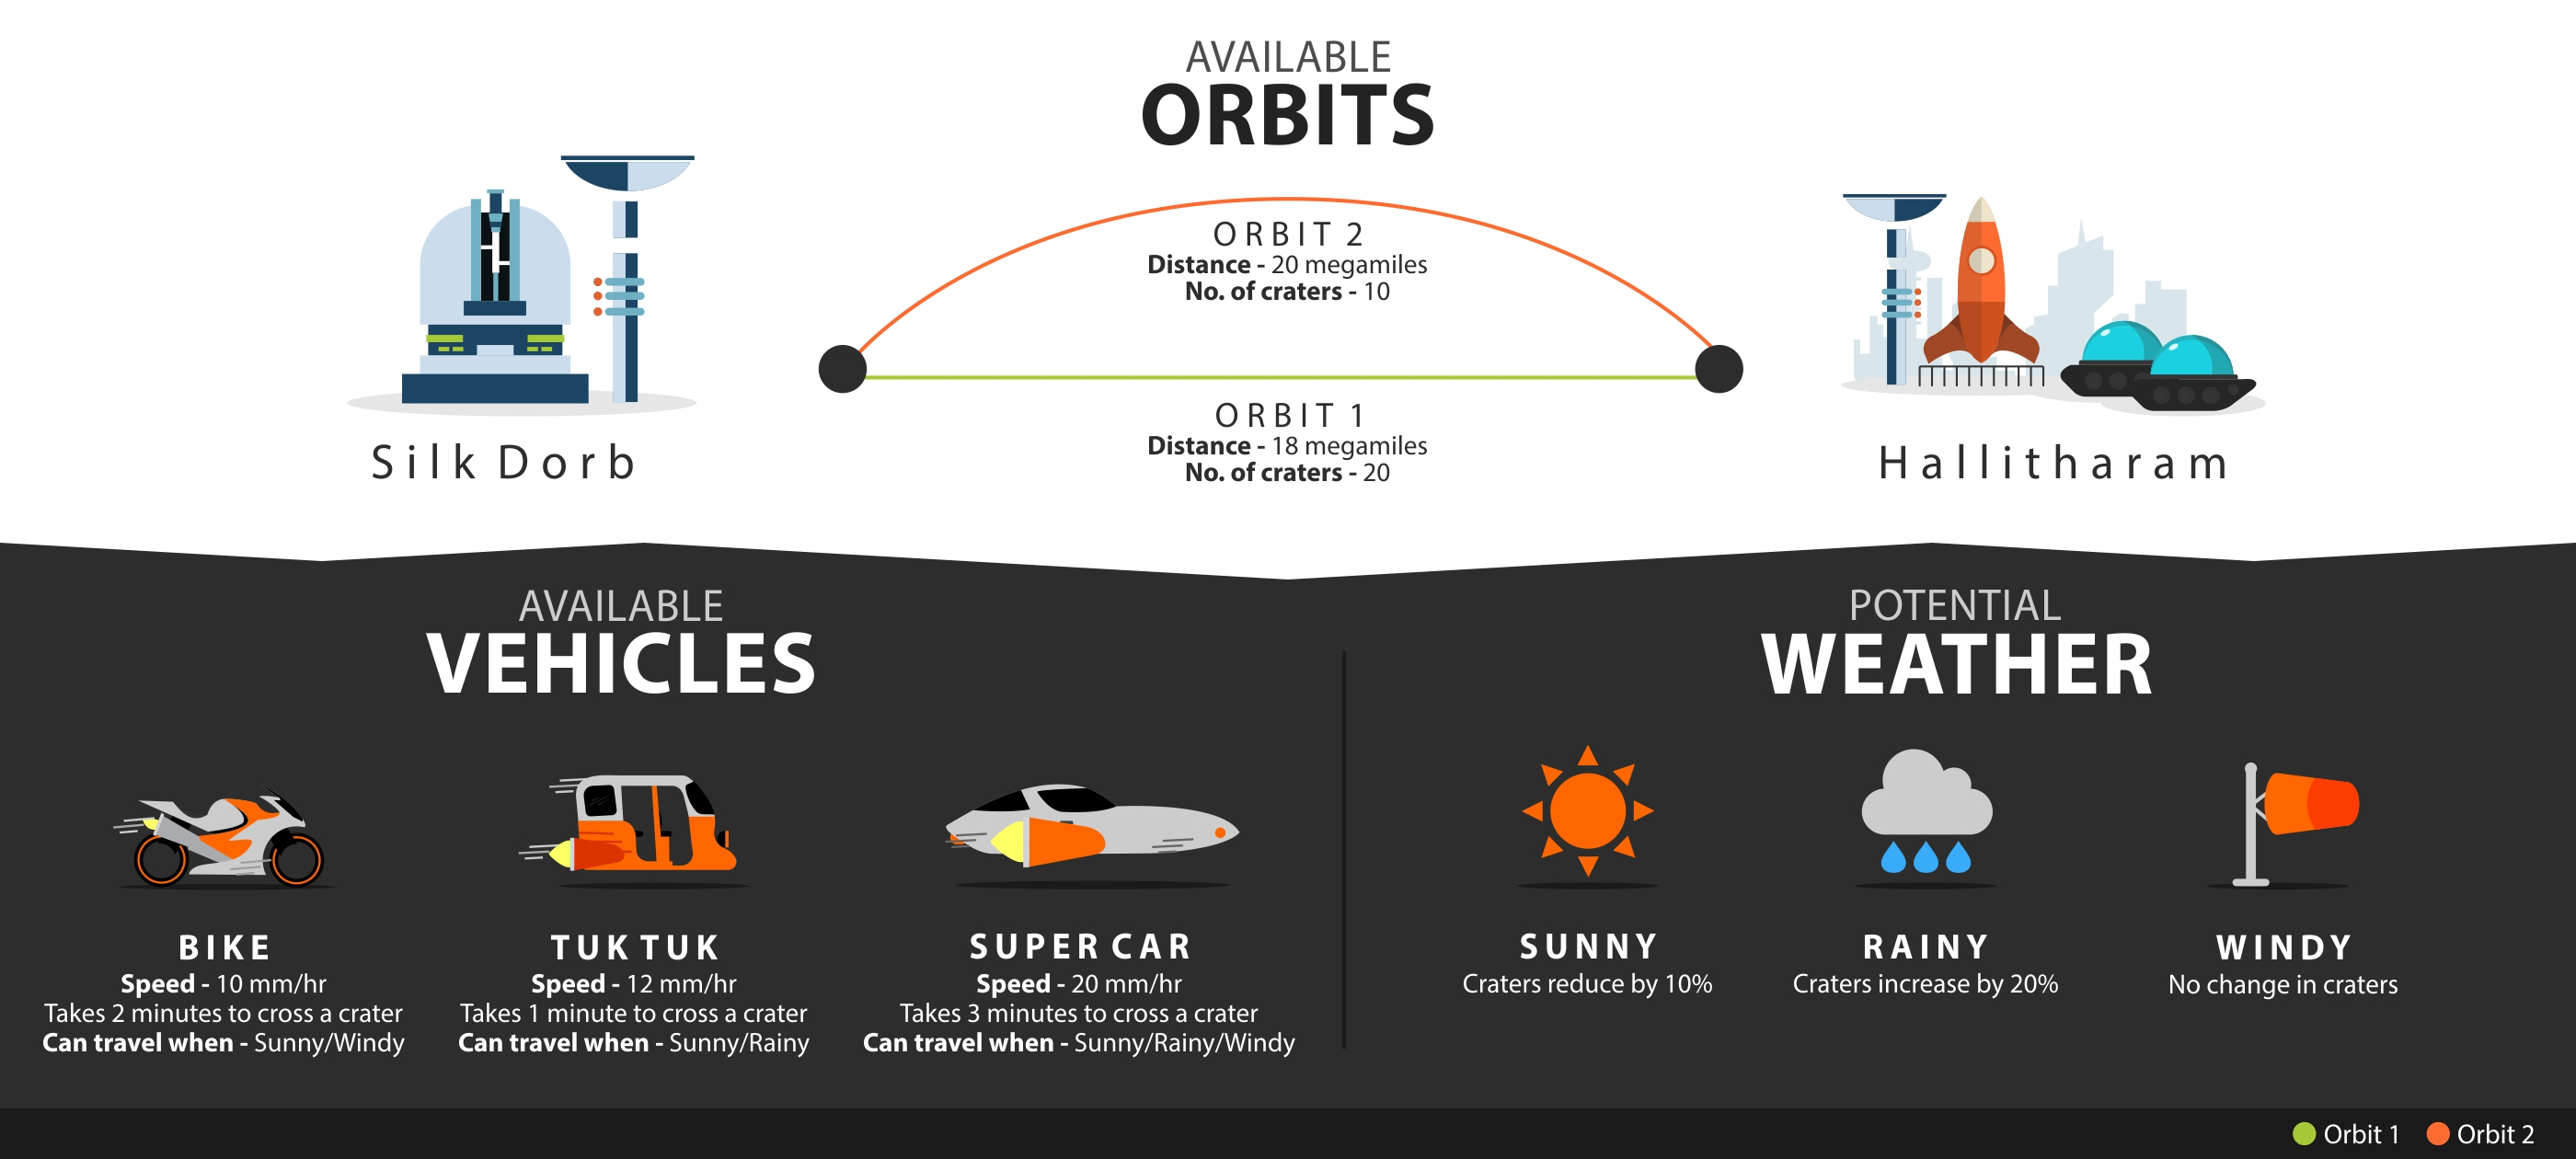 AVAILABLE
ORBITS
ORBIT 2
Distance - 20 megamiles
No. of craters - 10
ORBIT 1
Distance - 18 megamiles
No. of craters - 20
Silk Dorb
Hallitharam
AVAILABLE
VEHICLES
BIKE
Speed - 10 mm/hr
Takes 2 minutes to cross a crater
Can travel when - Sunny/Windy
TUK TUK
Speed - 12 mm/hr
Takes 1 minute to cross a crater
Can travel when - Sunny/Rainy
SUPER CAR
Speed - 20 mm/hr
Takes 3 minutes to cross a crater
Can travel when - Sunny/Rainy/Windy
POTENTIAL
WEATHER
SUNNY
Craters reduce by 10%
RAINY
Craters increase by 20%
WINDY
No change in craters
Orbit 1
Orbit 2